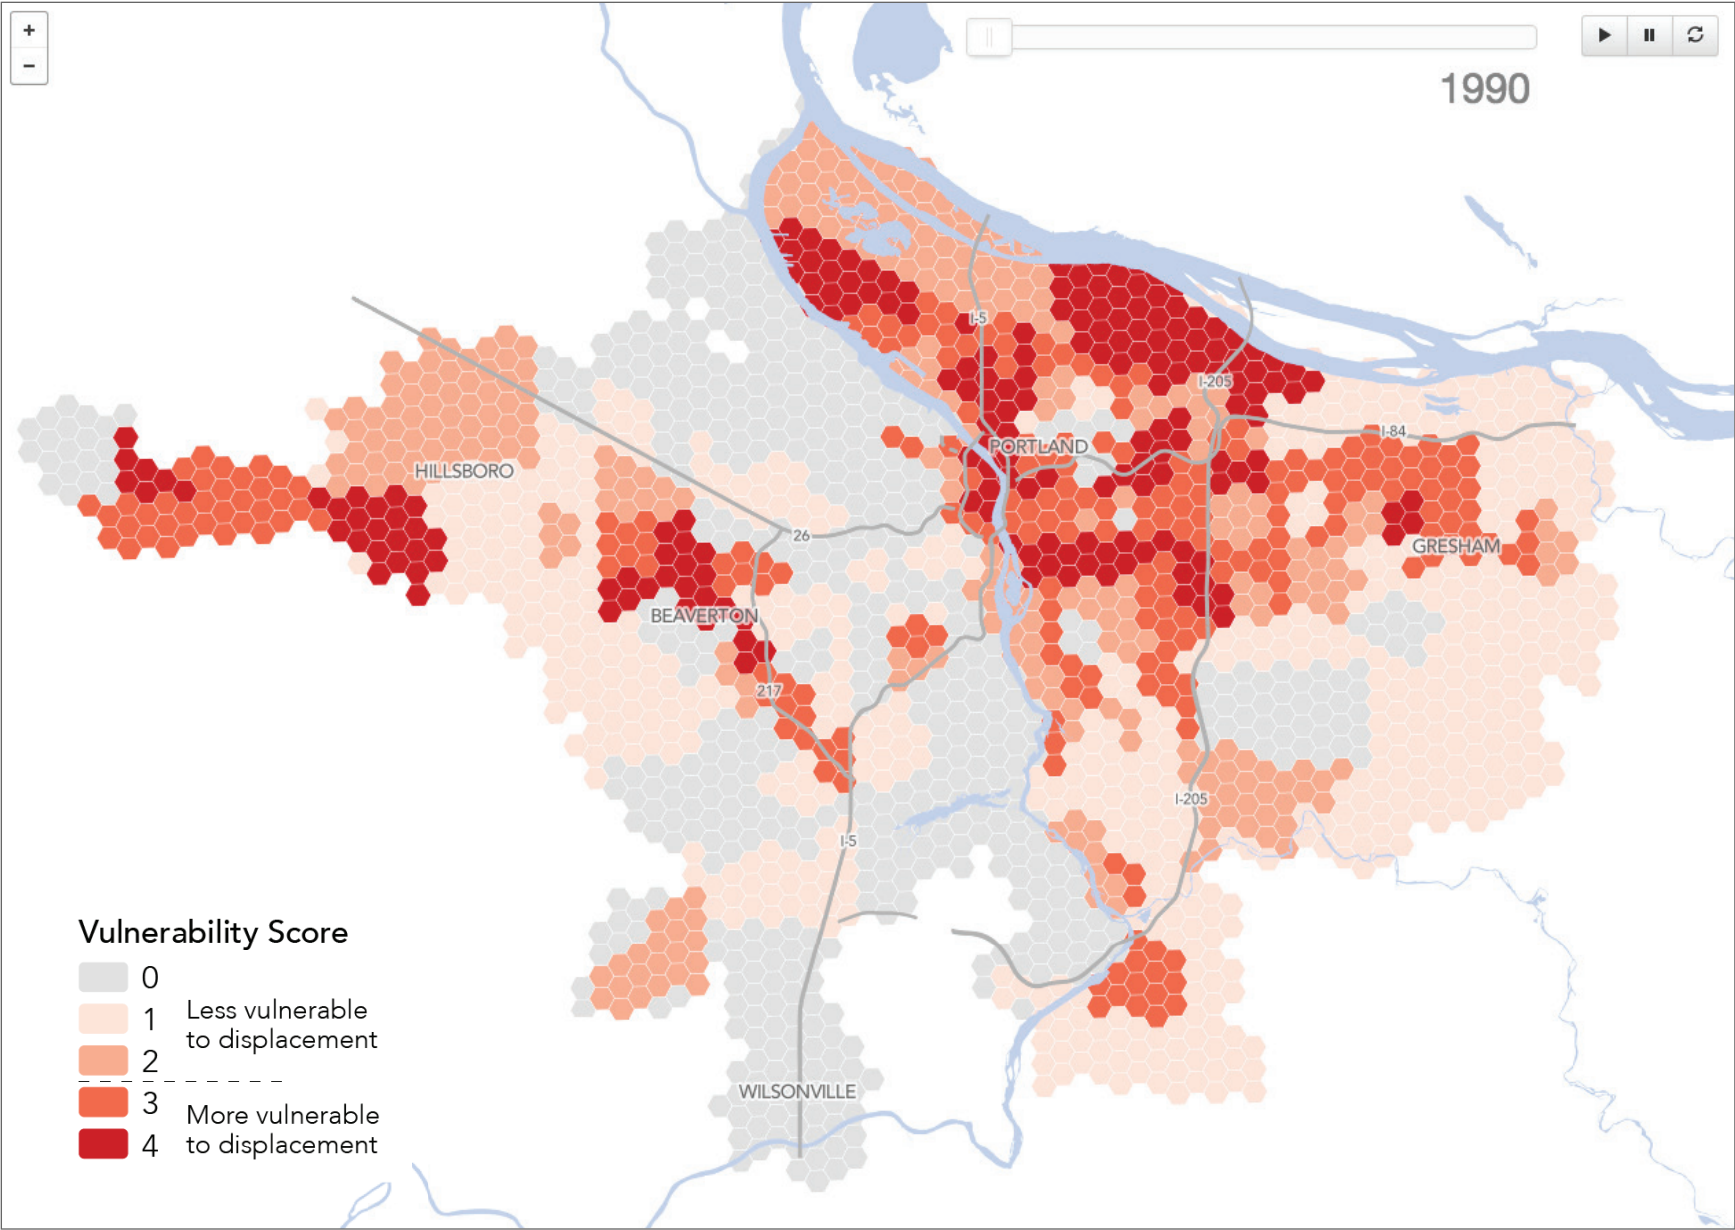 +
−
1990
I-5
I-205
I-84
PORTLAND
HILLSBORO
26
GRESHAM
BEAVERTON
217
I-205
I-5
Vulnerability Score
0
1
Less vulnerable
to displacement
2
3
More vulnerable
to displacement
4
WILSONVILLE